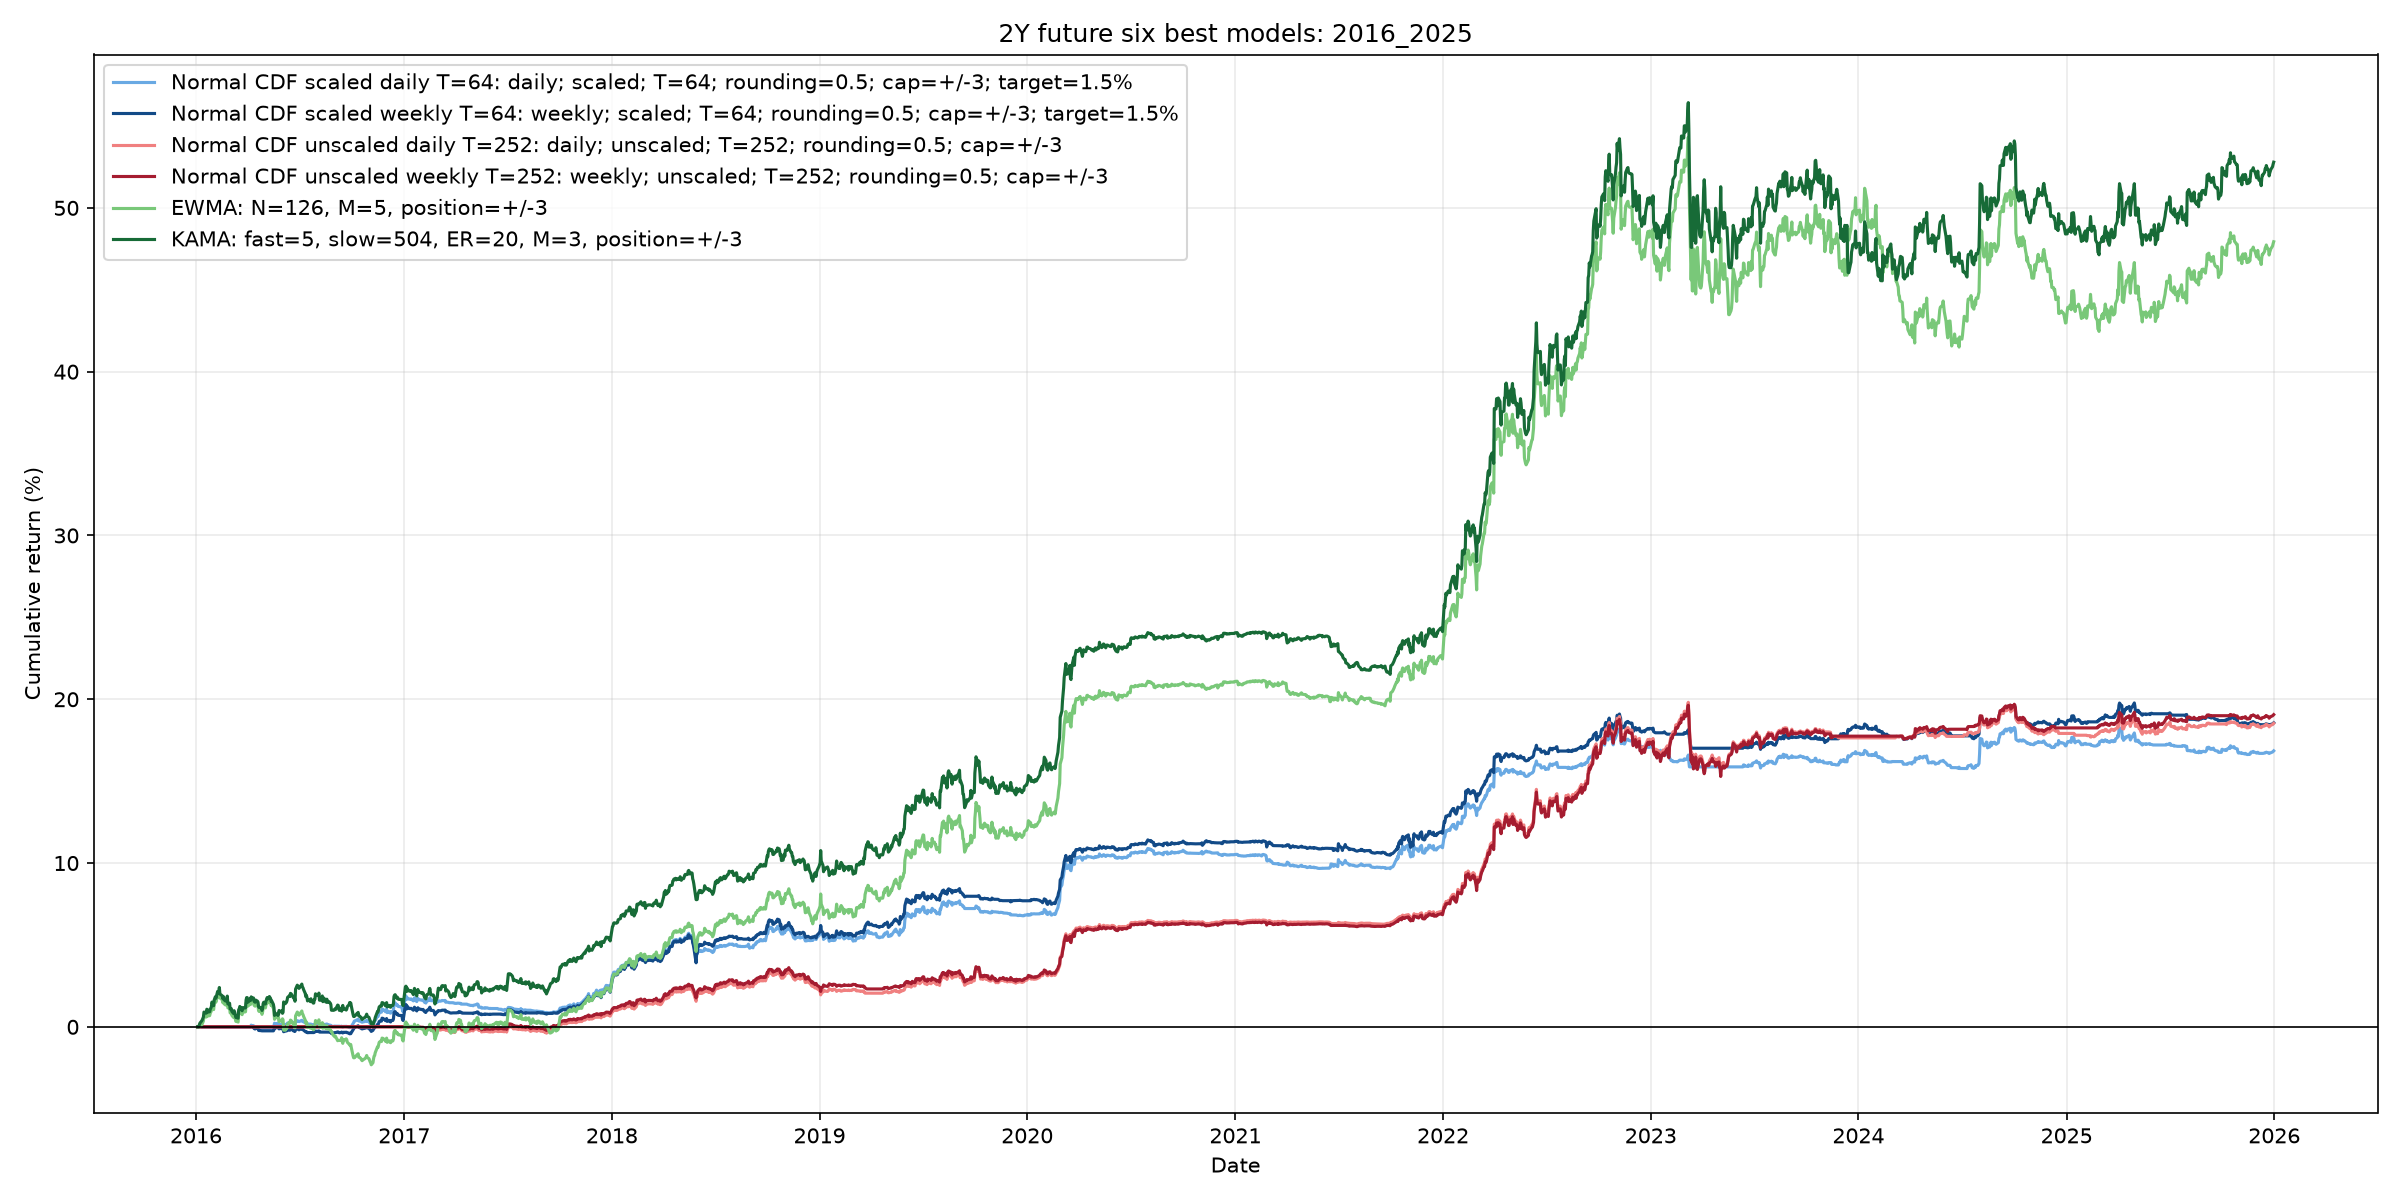 2Y future six best models: 2016_2025
Normal CDF scaled daily T=64: daily; scaled; T=64; rounding=0.5; cap=+/-3; target=1.5%
Normal CDF scaled weekly T=64: weekly; scaled; T=64; rounding=0.5; cap=+/-3; target=1.5%
Normal CDF unscaled daily T=252: daily; unscaled; T=252; rounding=0.5; cap=+/-3
Normal CDF unscaled weekly T=252: weekly; unscaled; T=252; rounding=0.5; cap=+/-3
EWMA: N=126, M=5, position=+/-3
KAMA: fast=5, slow=504, ER=20, M=3, position=+/-3
Cumulative return (%)
50
40
30
20
10
0
2016 2017 2018 2019 2020 2021 2022 2023 2024 2025 2026
Date